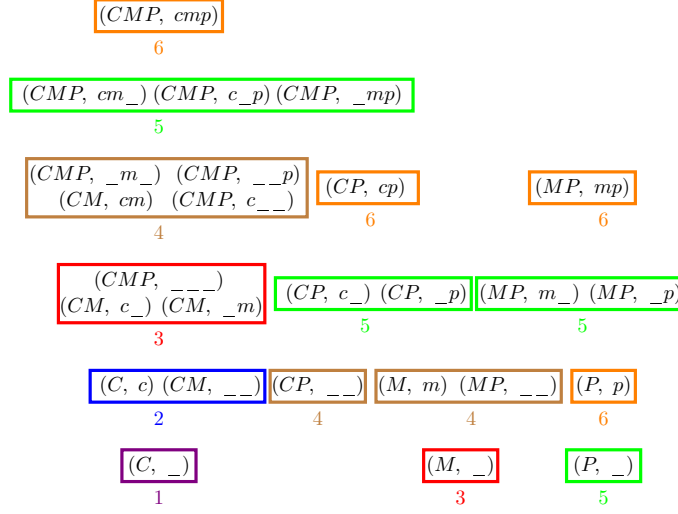 (CMP, cmp)
6
(CMP, cm_) (CMP, c_p) (CMP, _mp)
5
(CMP, _m_) (CMP, __p)
(CM, cm) (CMP, c__)
4
(CP, cp)
6
(MP, mp)
6
(CMP, ___)
(CM, c_) (CM, _m)
3
(CP, c_) (CP, _p)
5
(MP, m_) (MP, _p)
5
(C, c) (CM, __)
2
(CP, __)
4
(M, m) (MP, __)
4
(P, p)
6
(C, _)
1
(M, _)
3
(P, _)
5